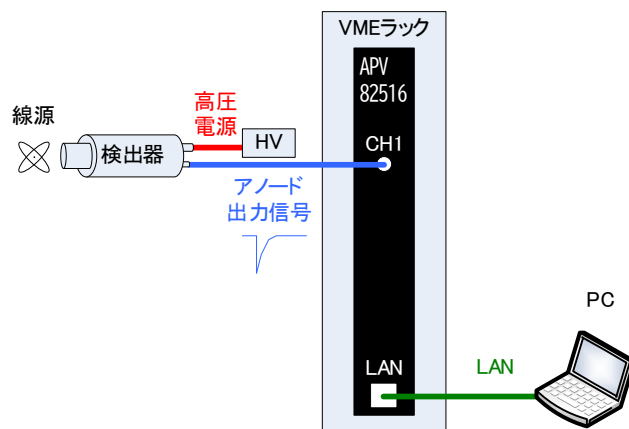 VMEラック
APV
82516
線源
高圧
電源
HV
検出器
CH1
アノード
出力信号
PC
LAN
LAN